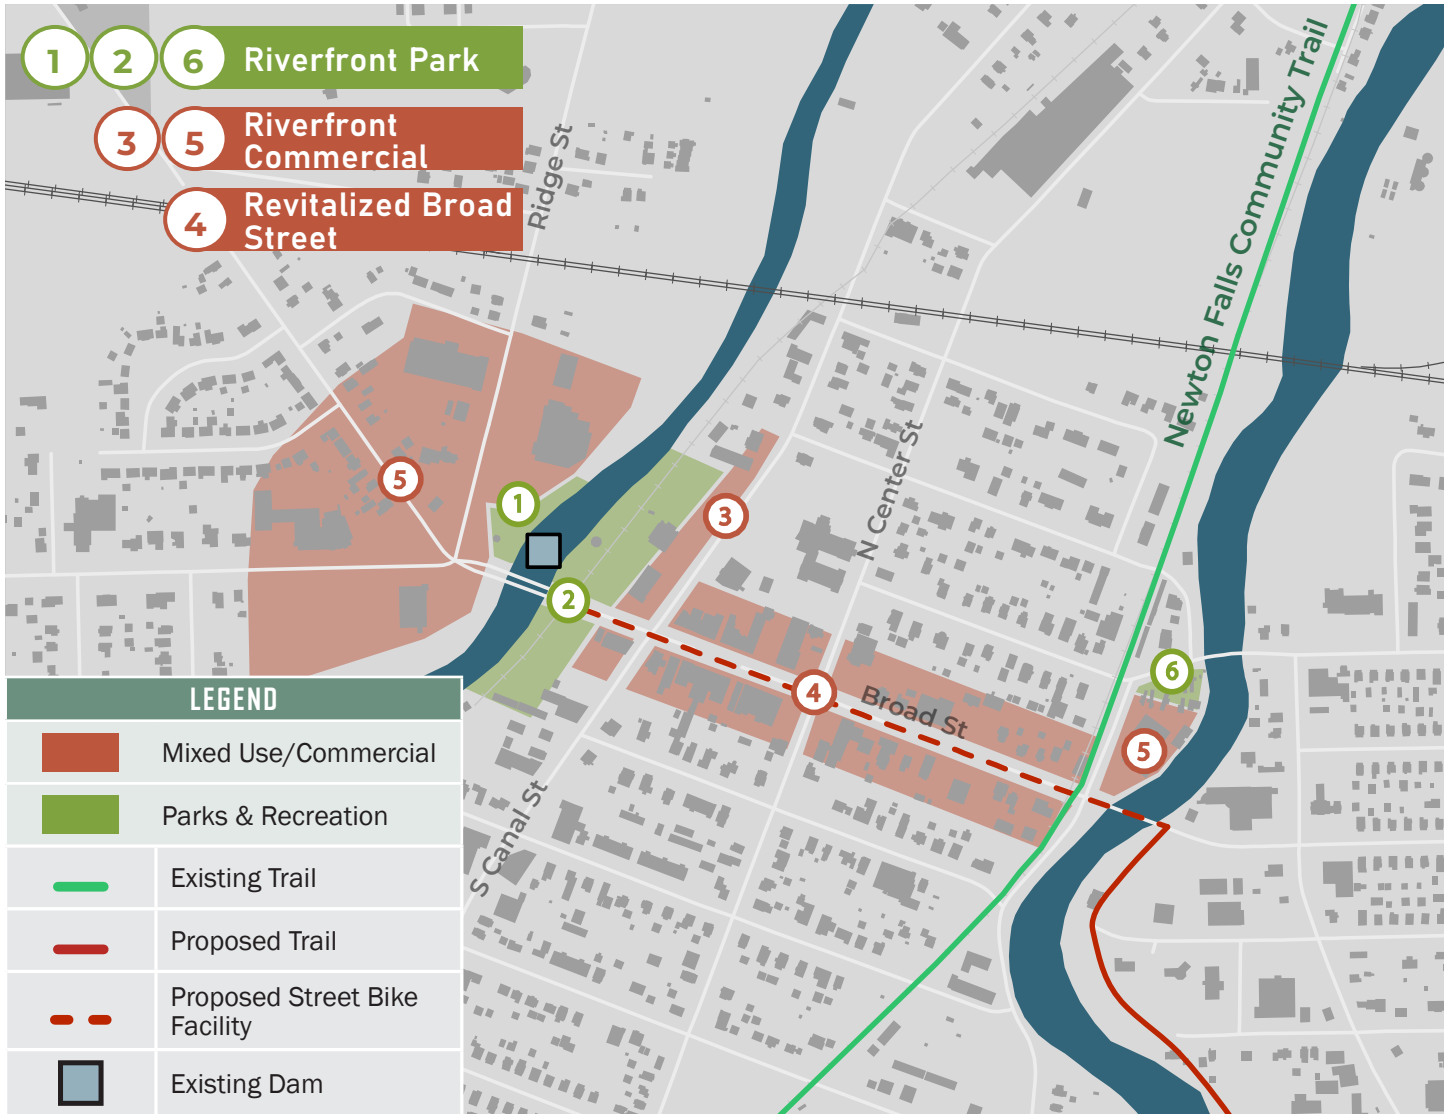 1 2 6 Riverfront Park
3 5 Riverfront
Commercial
4 Revitalized Broad
Street
Ridge St
Newton Falls Community Trail
N Center St
5
1
3
2
6
4
Broad St
5
S Canal St
LEGEND
Mixed Use/Commercial
Parks & Recreation
Existing Trail
Proposed Trail
Proposed Street Bike
Facility
Existing Dam